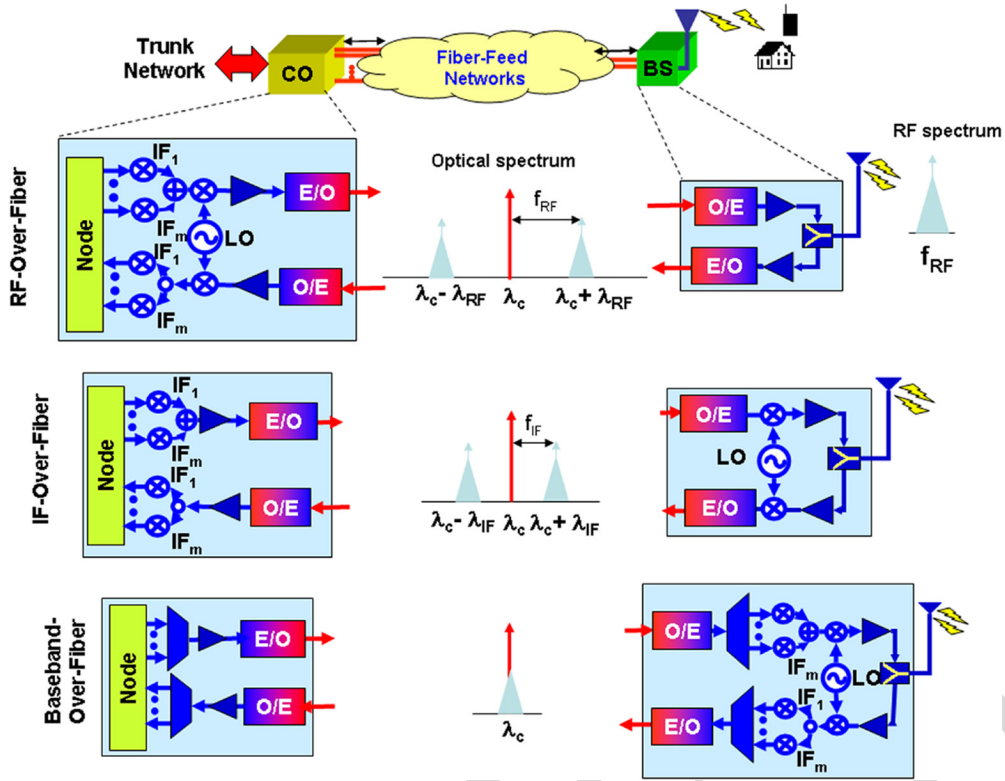 Trunk
Network
CO
Fiber-Feed
Networks
BS
RF-Over-Fiber
Node
IF1
IFm
LO
IF1
IFm
E/O
O/E
Optical spectrum
fRF
λc- λRF
λc
λc+ λRF
O/E
E/O
RF spectrum
fRF
IF-Over-Fiber
Node
IF1
IFm
IF1
IFm
E/O
O/E
fIF
λc- λIF
λc
λc+ λIF
O/E
LO
E/O
Baseband-
Over-Fiber
Node
E/O
O/E
λc
O/E
IFm
LO
IF1
IFm
E/O